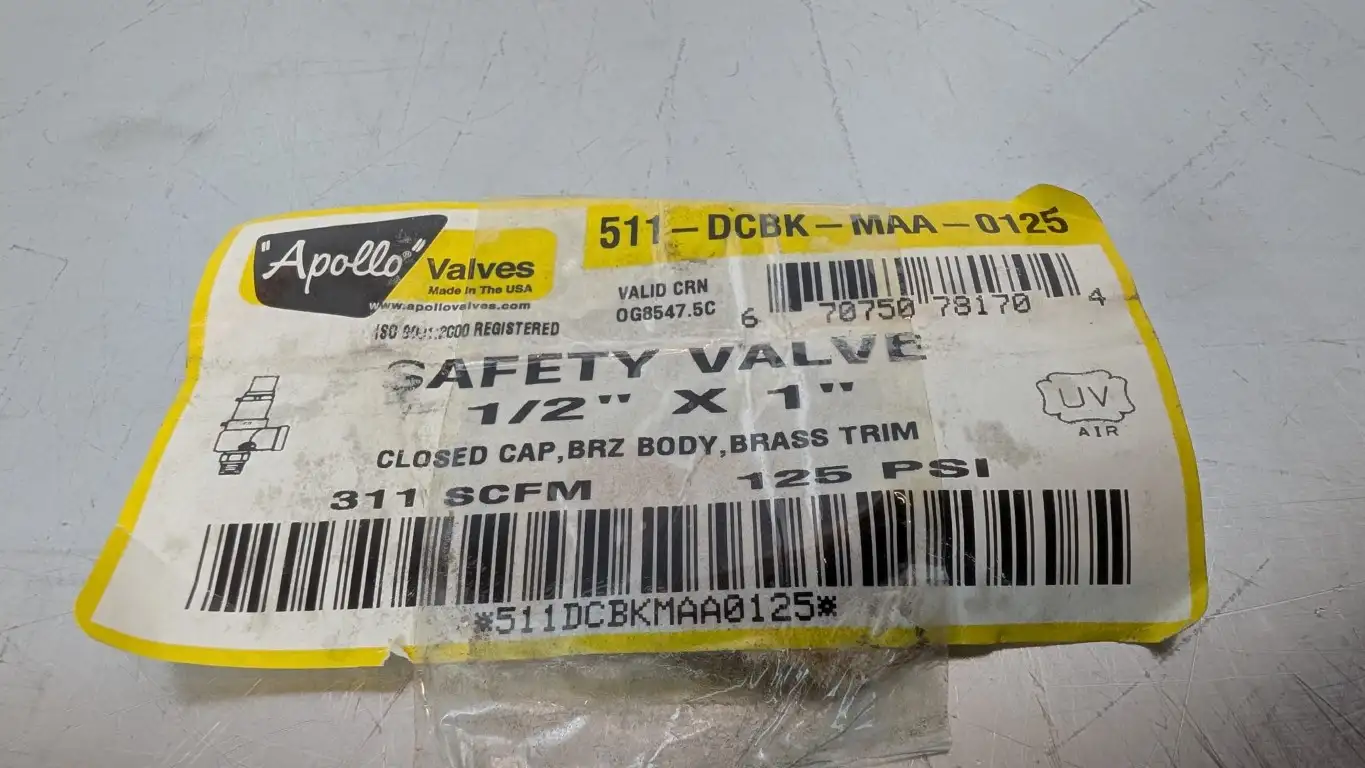 "Apollo"® Valves
Made In The USA
www.apollovalves.com
ISO 9001:2000 REGISTERED
511-DCBK-MAA-0125
VALID CRN
OG8547.5C
6 70750 78170 4
SAFETY VALVE
1/2" X 1"
CLOSED CAP,BRZ BODY,BRASS TRIM
311 SCFM 125 PSI
UV
AIR
*511DCBKMAA0125*